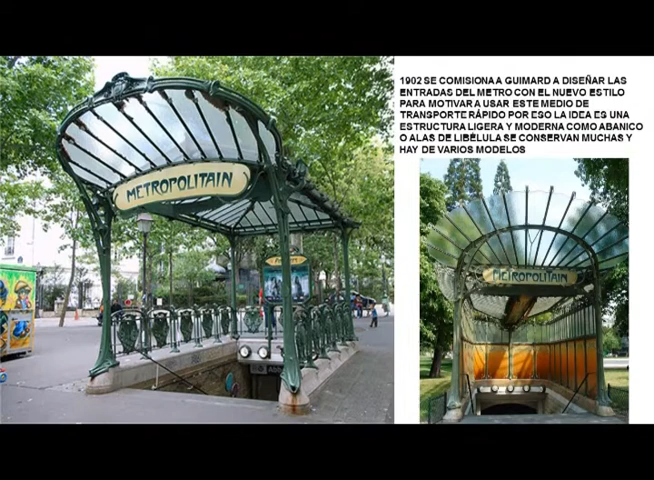 1902 SE COMISIONA A GUIMARD A DISEÑAR LAS
ENTRADAS DEL METRO CON EL NUEVO ESTILO
PARA MOTIVAR A USAR ESTE MEDIO DE
TRANSPORTE RÁPIDO POR ESO LA IDEA ES UNA
ESTRUCTURA LIGERA Y MODERNA COMO ABANICO
O ALAS DE LIBÉLULA SE CONSERVAN MUCHAS Y
HAY DE VARIOS MODELOS
METROPOLITAIN
METROPOLITAIN